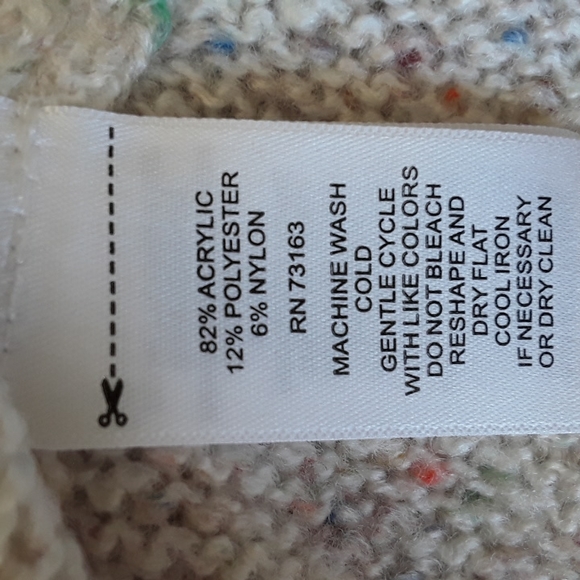 82% ACRYLIC
12% POLYESTER
6% NYLON
RN 73163
MACHINE WASH
COLD
GENTLE CYCLE
WITH LIKE COLORS
DO NOT BLEACH
RESHAPE AND
DRY FLAT
COOL IRON
IF NECESSARY
OR DRY CLEAN